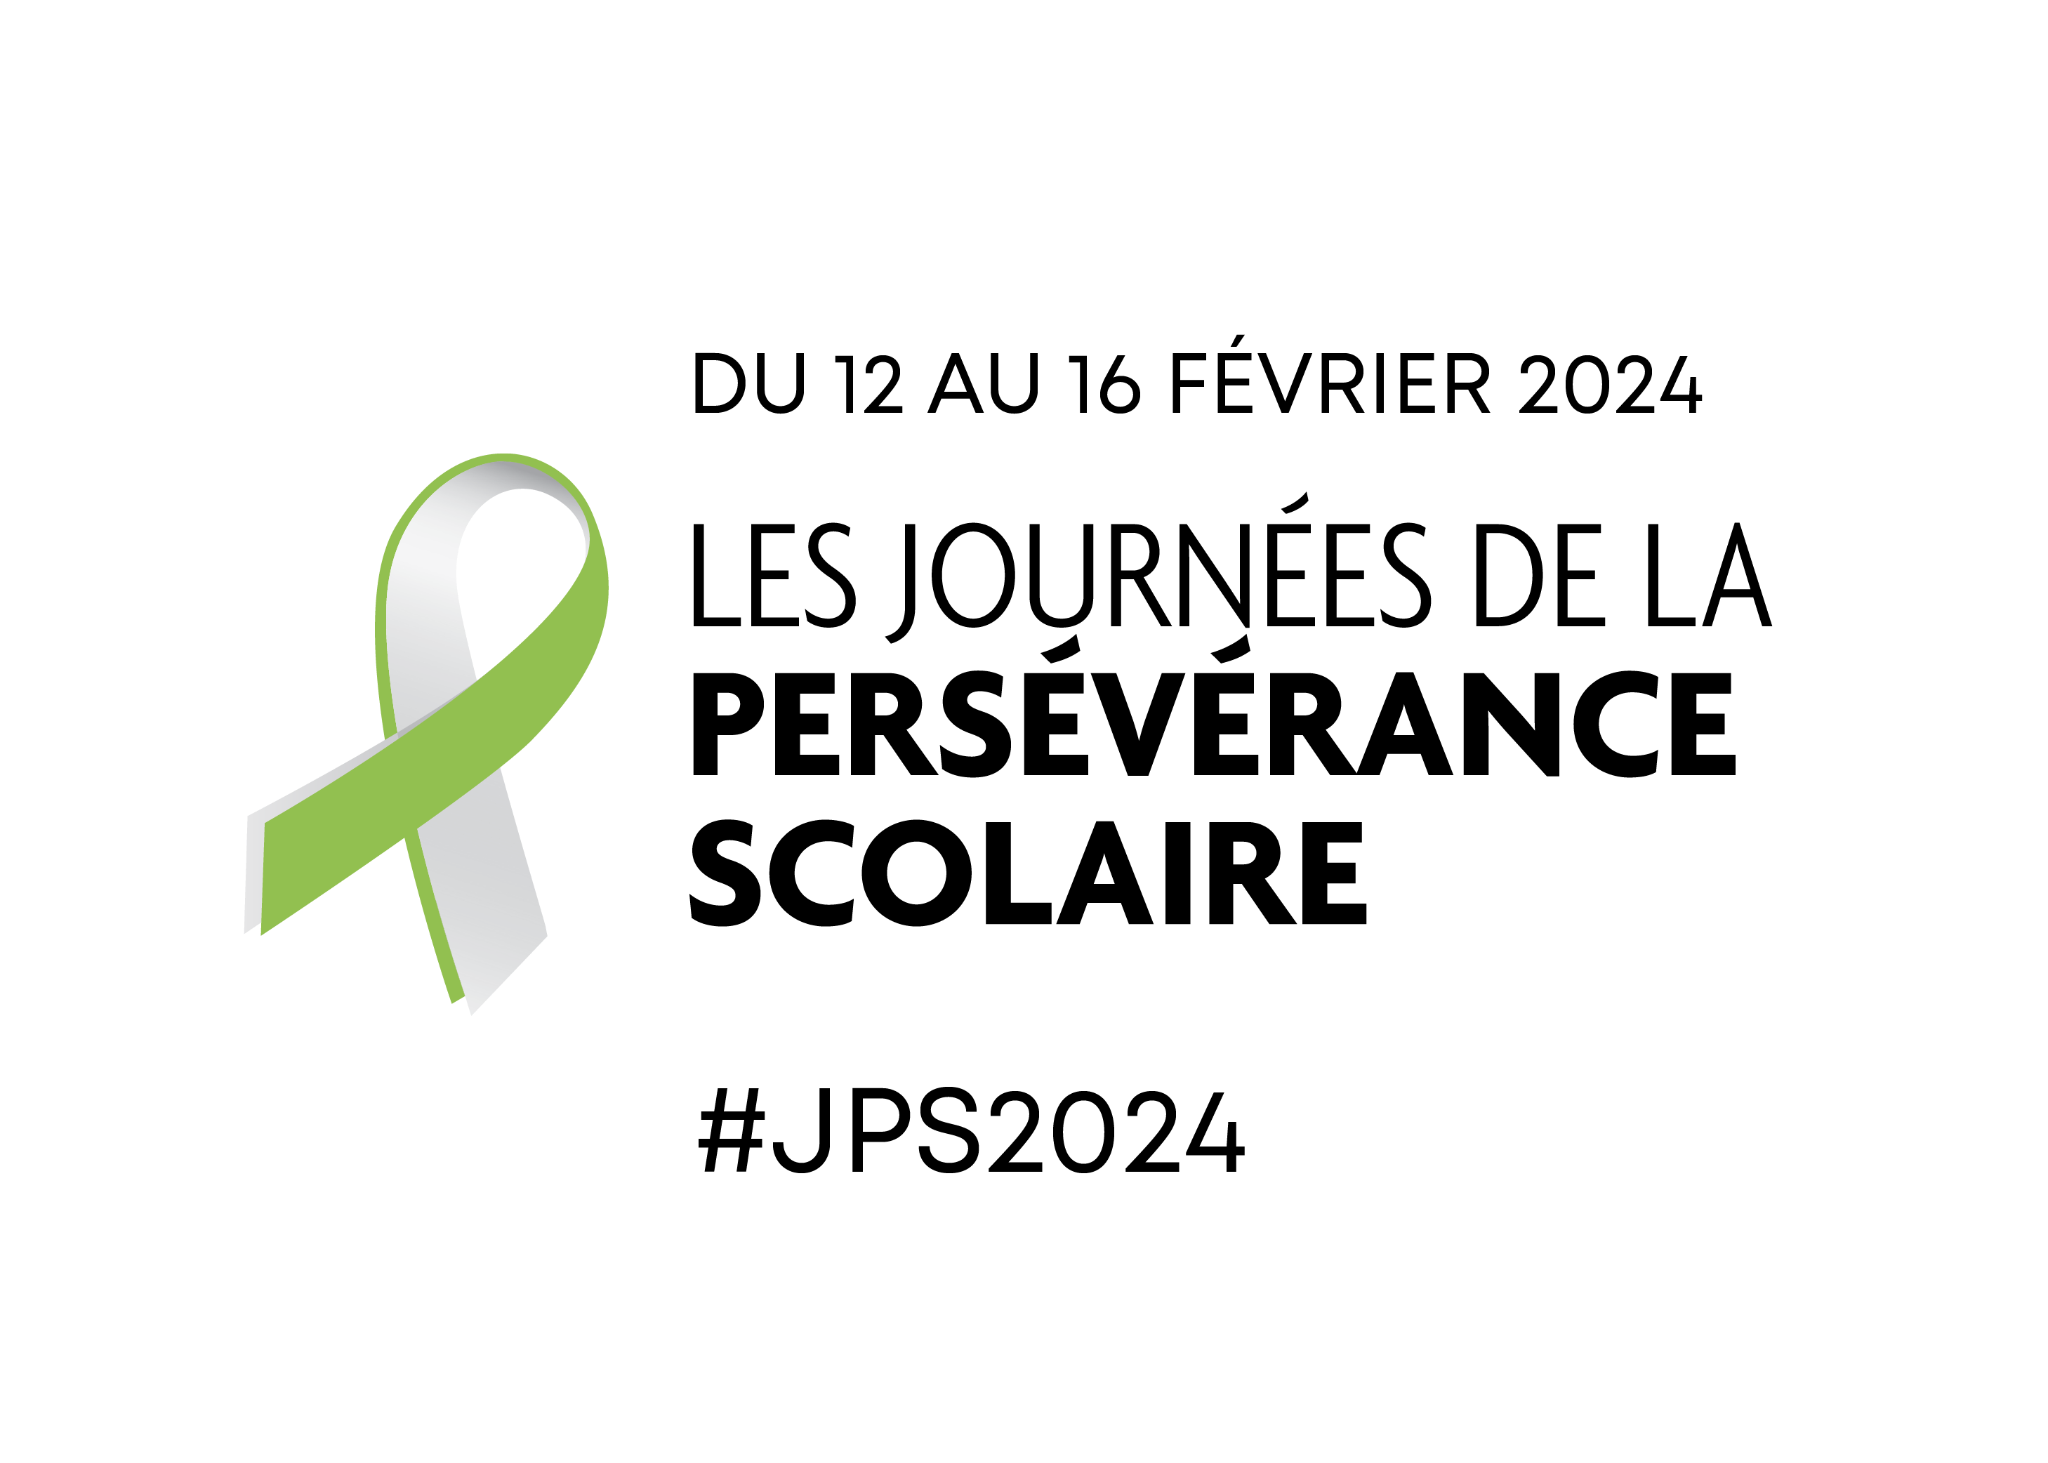 DU 12 AU 16 FÉVRIER 2024
LES JOURNÉES DE LA
PERSÉVÉRANCE
SCOLAIRE
#JPS2024